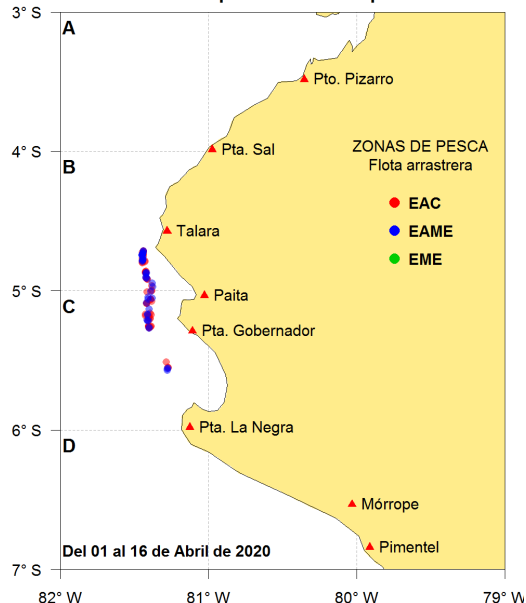 3° S
A
Pto. Pizarro
ZONAS DE PESCA
Flota arrastrera
4° S
Pta. Sal
B
EAC
Talara
EAME
EME
5° S
Paita
C
Pta. Gobernador
6° S
Pta. La Negra
D
Mórrope
Pimentel
Del 01 al 16 de Abril de 2020
7° S
82° W
81° W
80° W
79° W